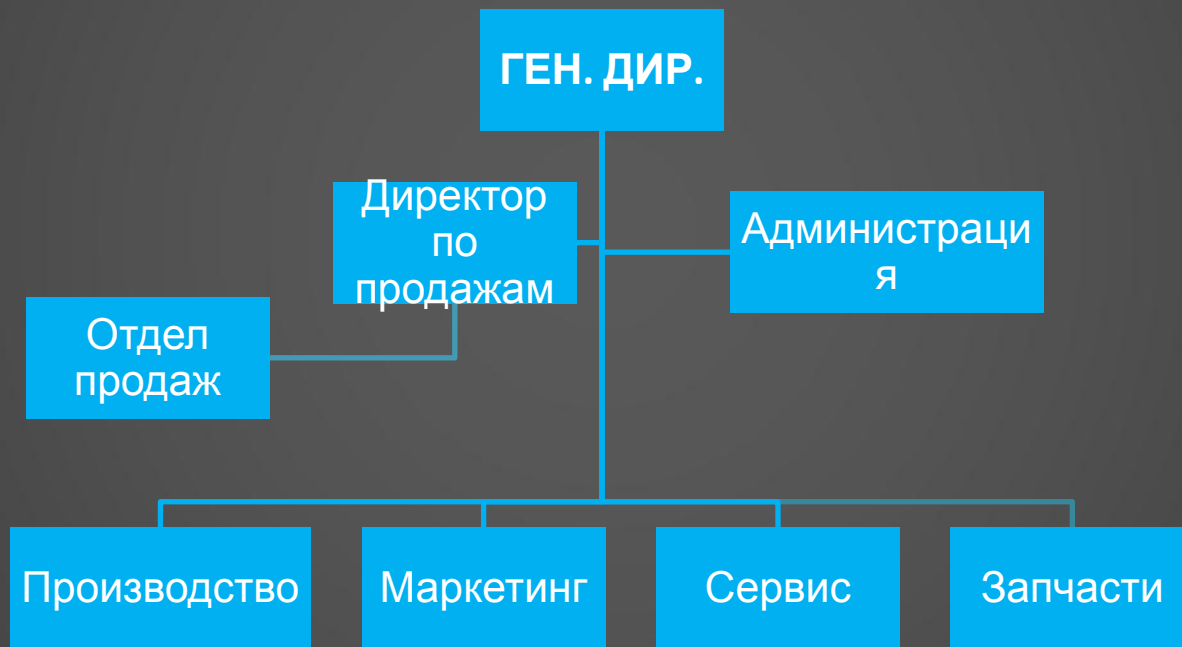 ГЕН. ДИР.
Директор
по
продажам
Администраци
я
Отдел
продаж
Производство
Маркетинг
Сервис
Запчасти